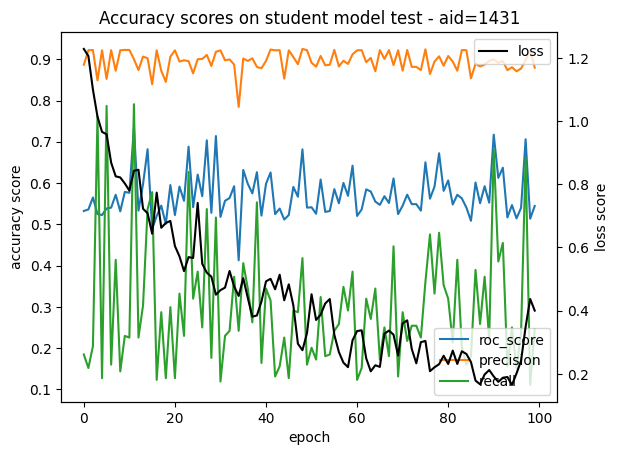 Accuracy scores on student model test - aid=1431
accuracy score
0.9
0.8
0.7
0.6
0.5
0.4
0.3
0.2
0.1
loss
1.2
1.0
0.8
0.6
0.4
0.2
loss score
roc_score
precision
recall
0
20
40
60
80
100
epoch